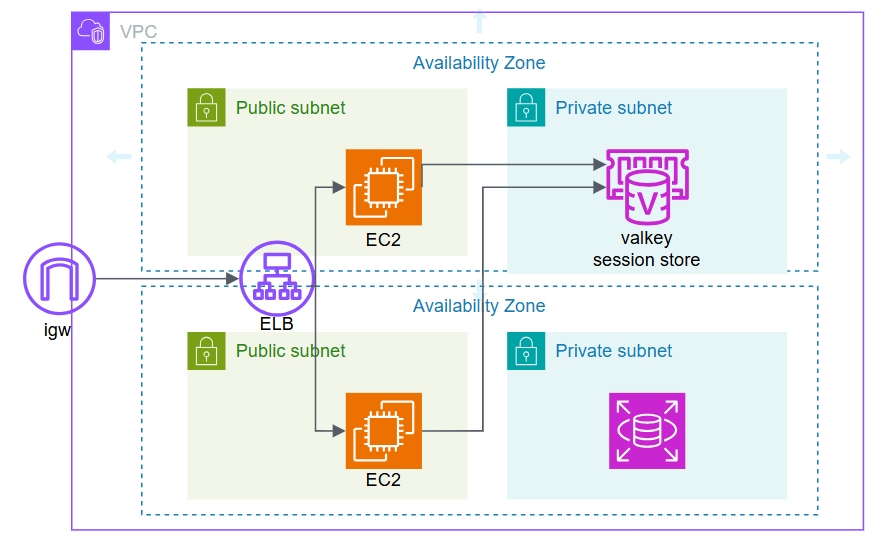 VPC
Availability Zone
Public subnet
Private subnet
EC2
V
valkey
session store
igw
ELB
Availability Zone
Public subnet
Private subnet
EC2